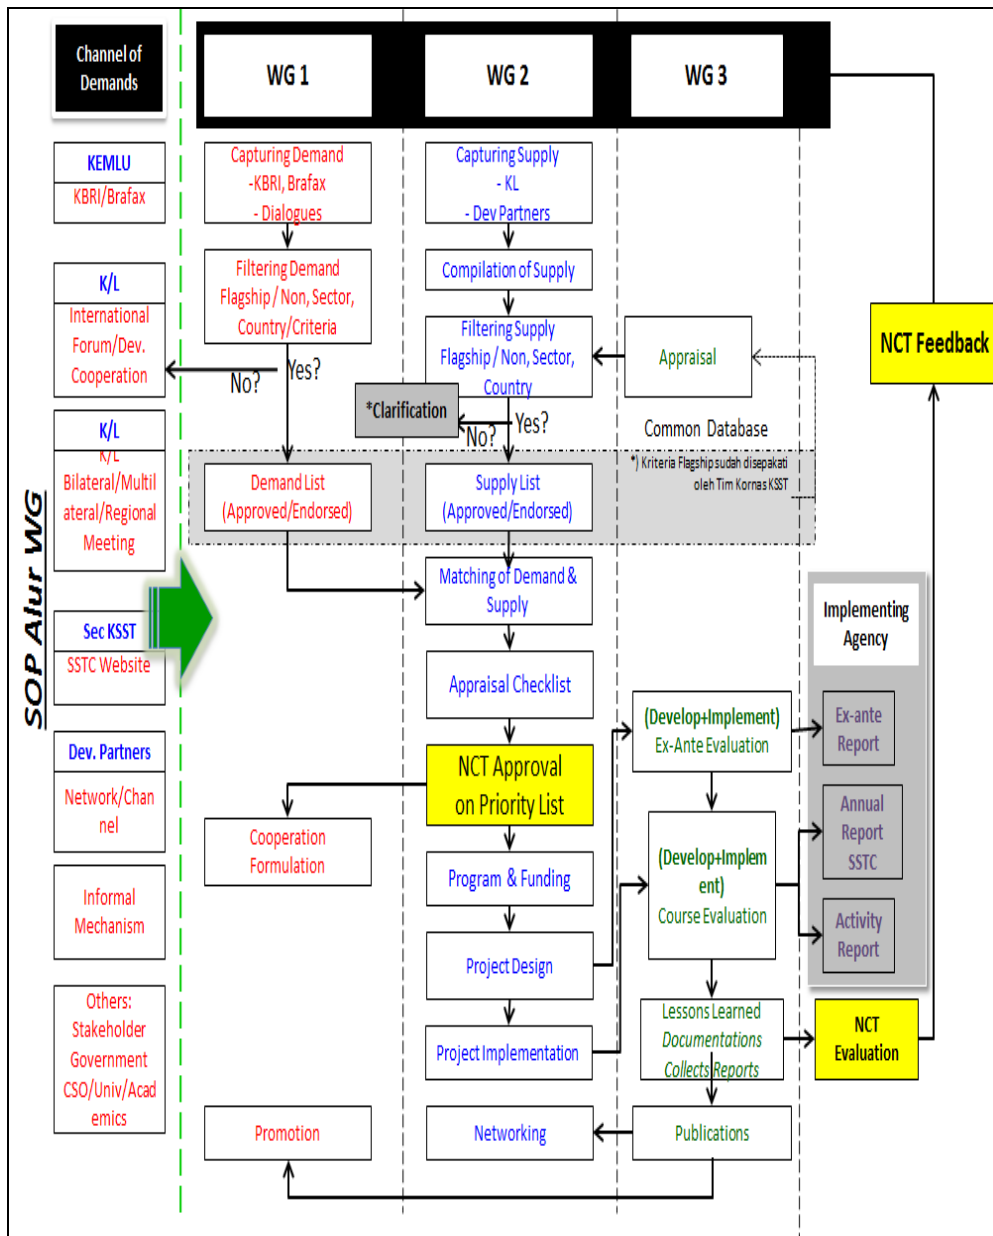 SOP Alur WG
Channel of
Demands
KEMLU
KBRI/Brafax
K/L
International
Forum/Dev.
Cooperation
K/L
K/L
Bilateral/Multil
ateral/Regional
Meeting
Sec KSST
SSTC Website
Dev. Partners
Network/Chan
nel
Informal
Mechanism
Others:
Stakeholder
Government
CSO/Univ/Acad
emics
WG 1
Capturing Demand
-KBRI, Brafax
- Dialogues
Filtering Demand
Flagship / Non, Sector,
Country/Criteria
No?
Yes?
Demand List
(Approved/Endorsed)
Cooperation
Formulation
Promotion
WG 2
Capturing Supply
- KL
- Dev Partners
Compilation of Supply
Filtering Supply
Flagship / Non, Sector,
Country
*Clarification
No?
Yes?
Supply List
(Approved/Endorsed)
Matching of Demand &
Supply
Appraisal Checklist
NCT Approval
on Priority List
Program & Funding
Project Design
Project Implementation
Networking
WG 3
Appraisal
Common Database
*) Kriteria Flagship sudah disepakati
oleh Tim Kornas KSST
(Develop+Implement)
Ex-Ante Evaluation
(Develop+Implem
ent)
Course Evaluation
Lessons Learned
Documentations
Collects Reports
Publications
NCT Feedback
Implementing
Agency
Ex-ante
Report
Annual
Report
SSTC
Activity
Report
NCT
Evaluation